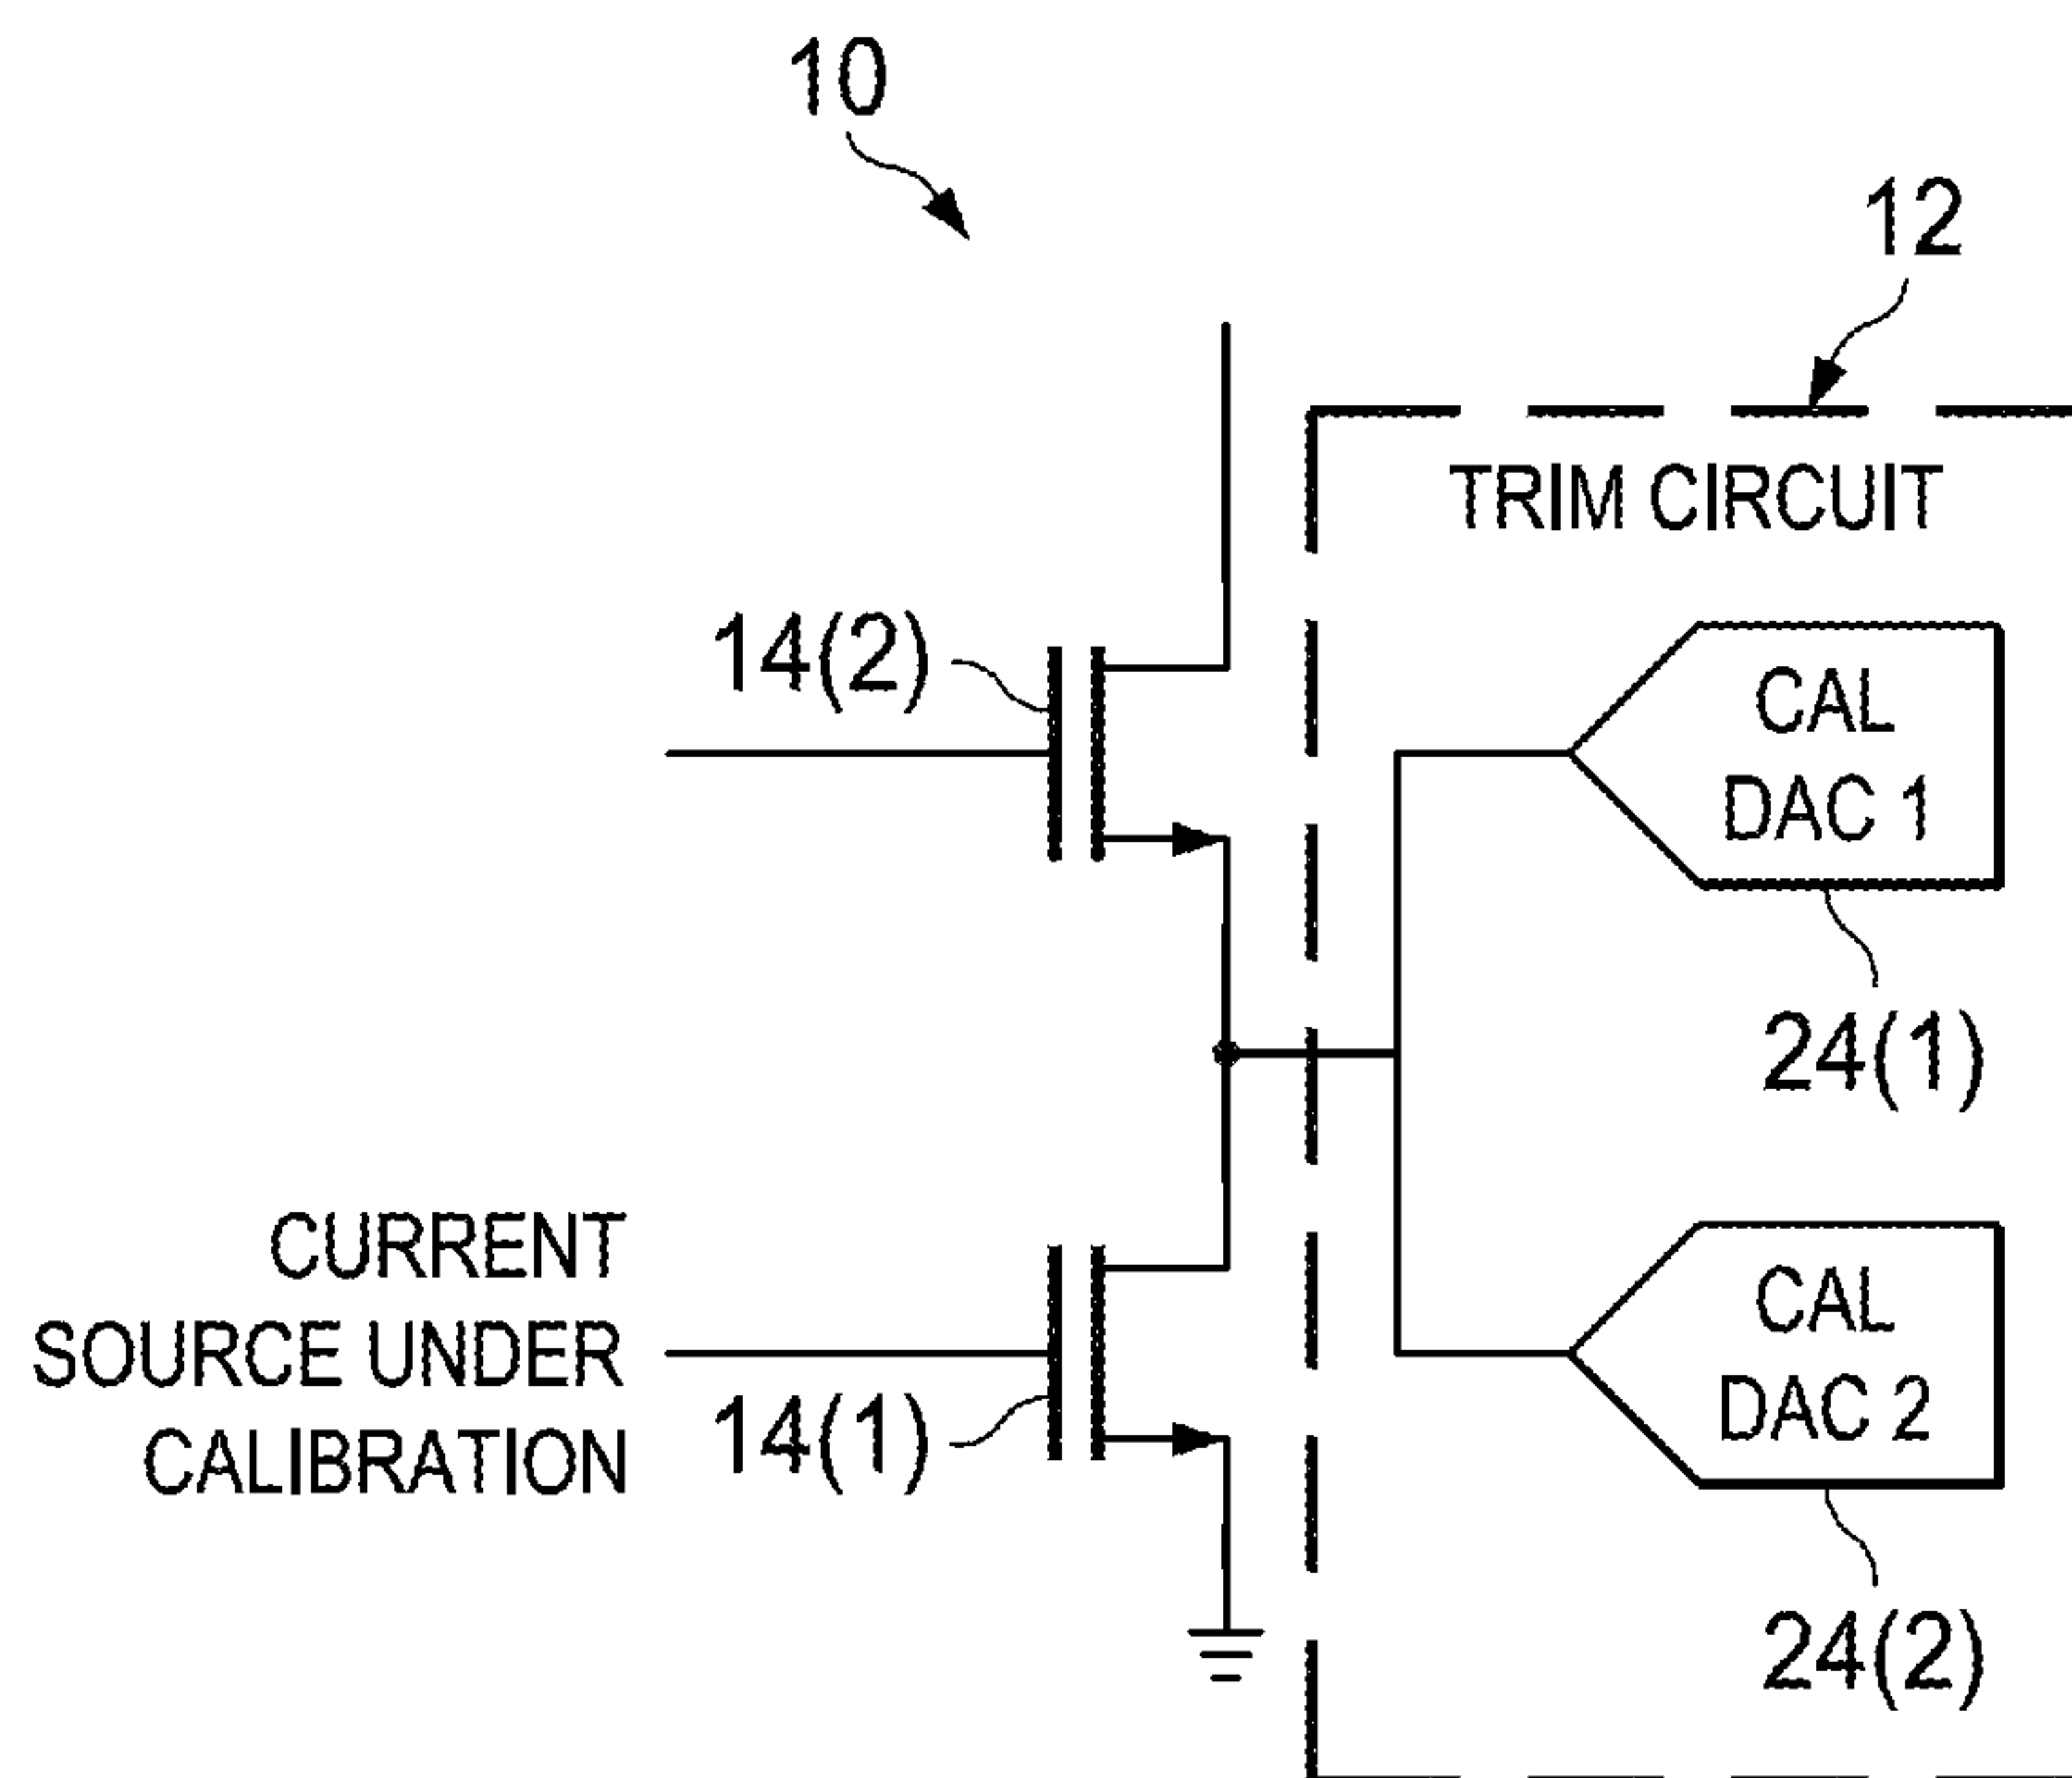 10
12
TRIM CIRCUIT
14(2)
CAL
DAC 1
24(1)
CURRENT
SOURCE UNDER
CALIBRATION
14(1)
CAL
DAC 2
24(2)